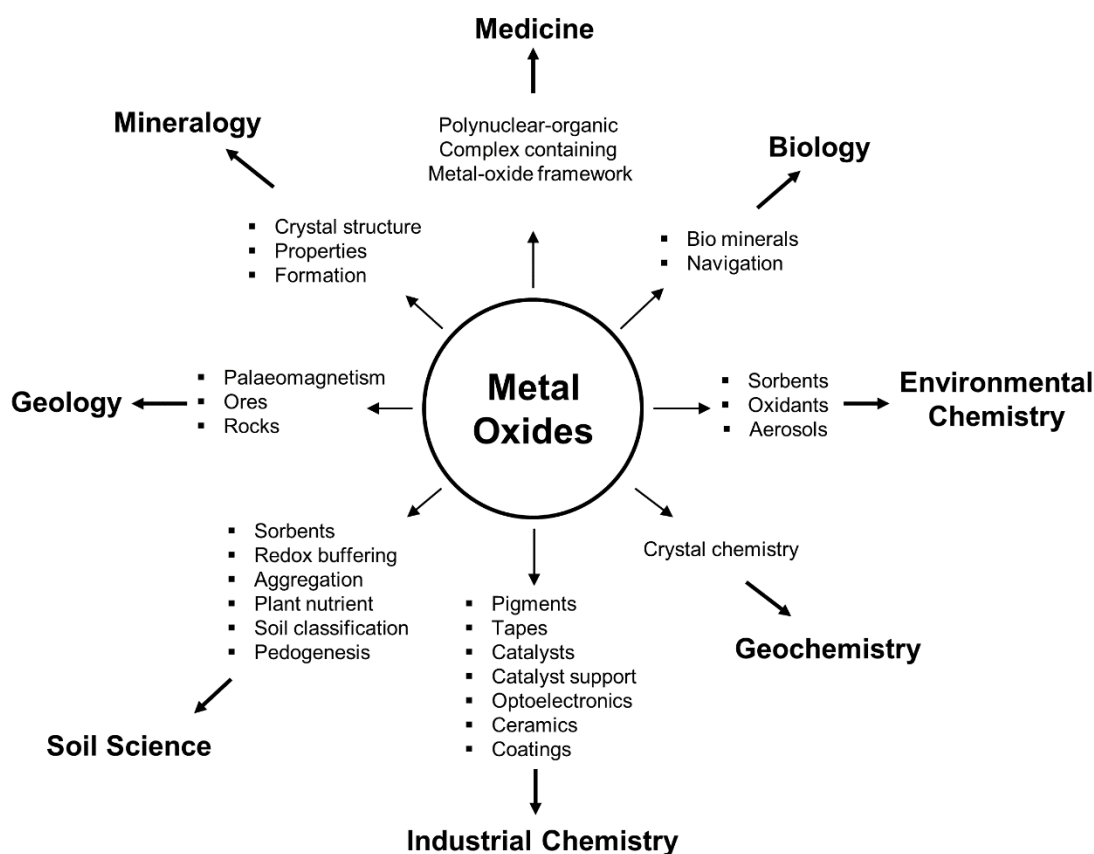 Medicine
Polynuclear-organic
Complex containing
Metal-oxide framework
Mineralogy
▪ Crystal structure
▪ Properties
▪ Formation
Biology
▪ Bio minerals
▪ Navigation
Geology
▪ Palaeomagnetism
▪ Ores
▪ Rocks
Metal
Oxides
▪ Sorbents
▪ Oxidants
▪ Aerosols
Environmental
Chemistry
▪ Sorbents
▪ Redox buffering
▪ Aggregation
▪ Plant nutrient
▪ Soil classification
▪ Pedogenesis
Soil Science
▪ Pigments
▪ Tapes
▪ Catalysts
▪ Catalyst support
▪ Optoelectronics
▪ Ceramics
▪ Coatings
Industrial Chemistry
Crystal chemistry
Geochemistry